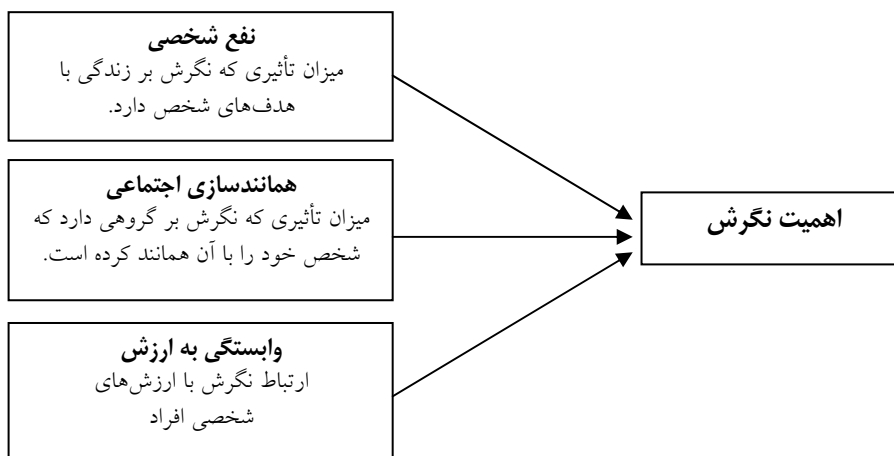 نفع شخصی
میزان تأثیری که نگرش بر زندگی با
هدف‌های شخص دارد.
همانندسازی اجتماعی
میزان تأثیری که نگرش بر گروهی دارد که
شخص خود را با آن همانند کرده است.
وابستگی به ارزش
ارتباط نگرش با ارزش‌های
شخصی افراد
اهمیت نگرش